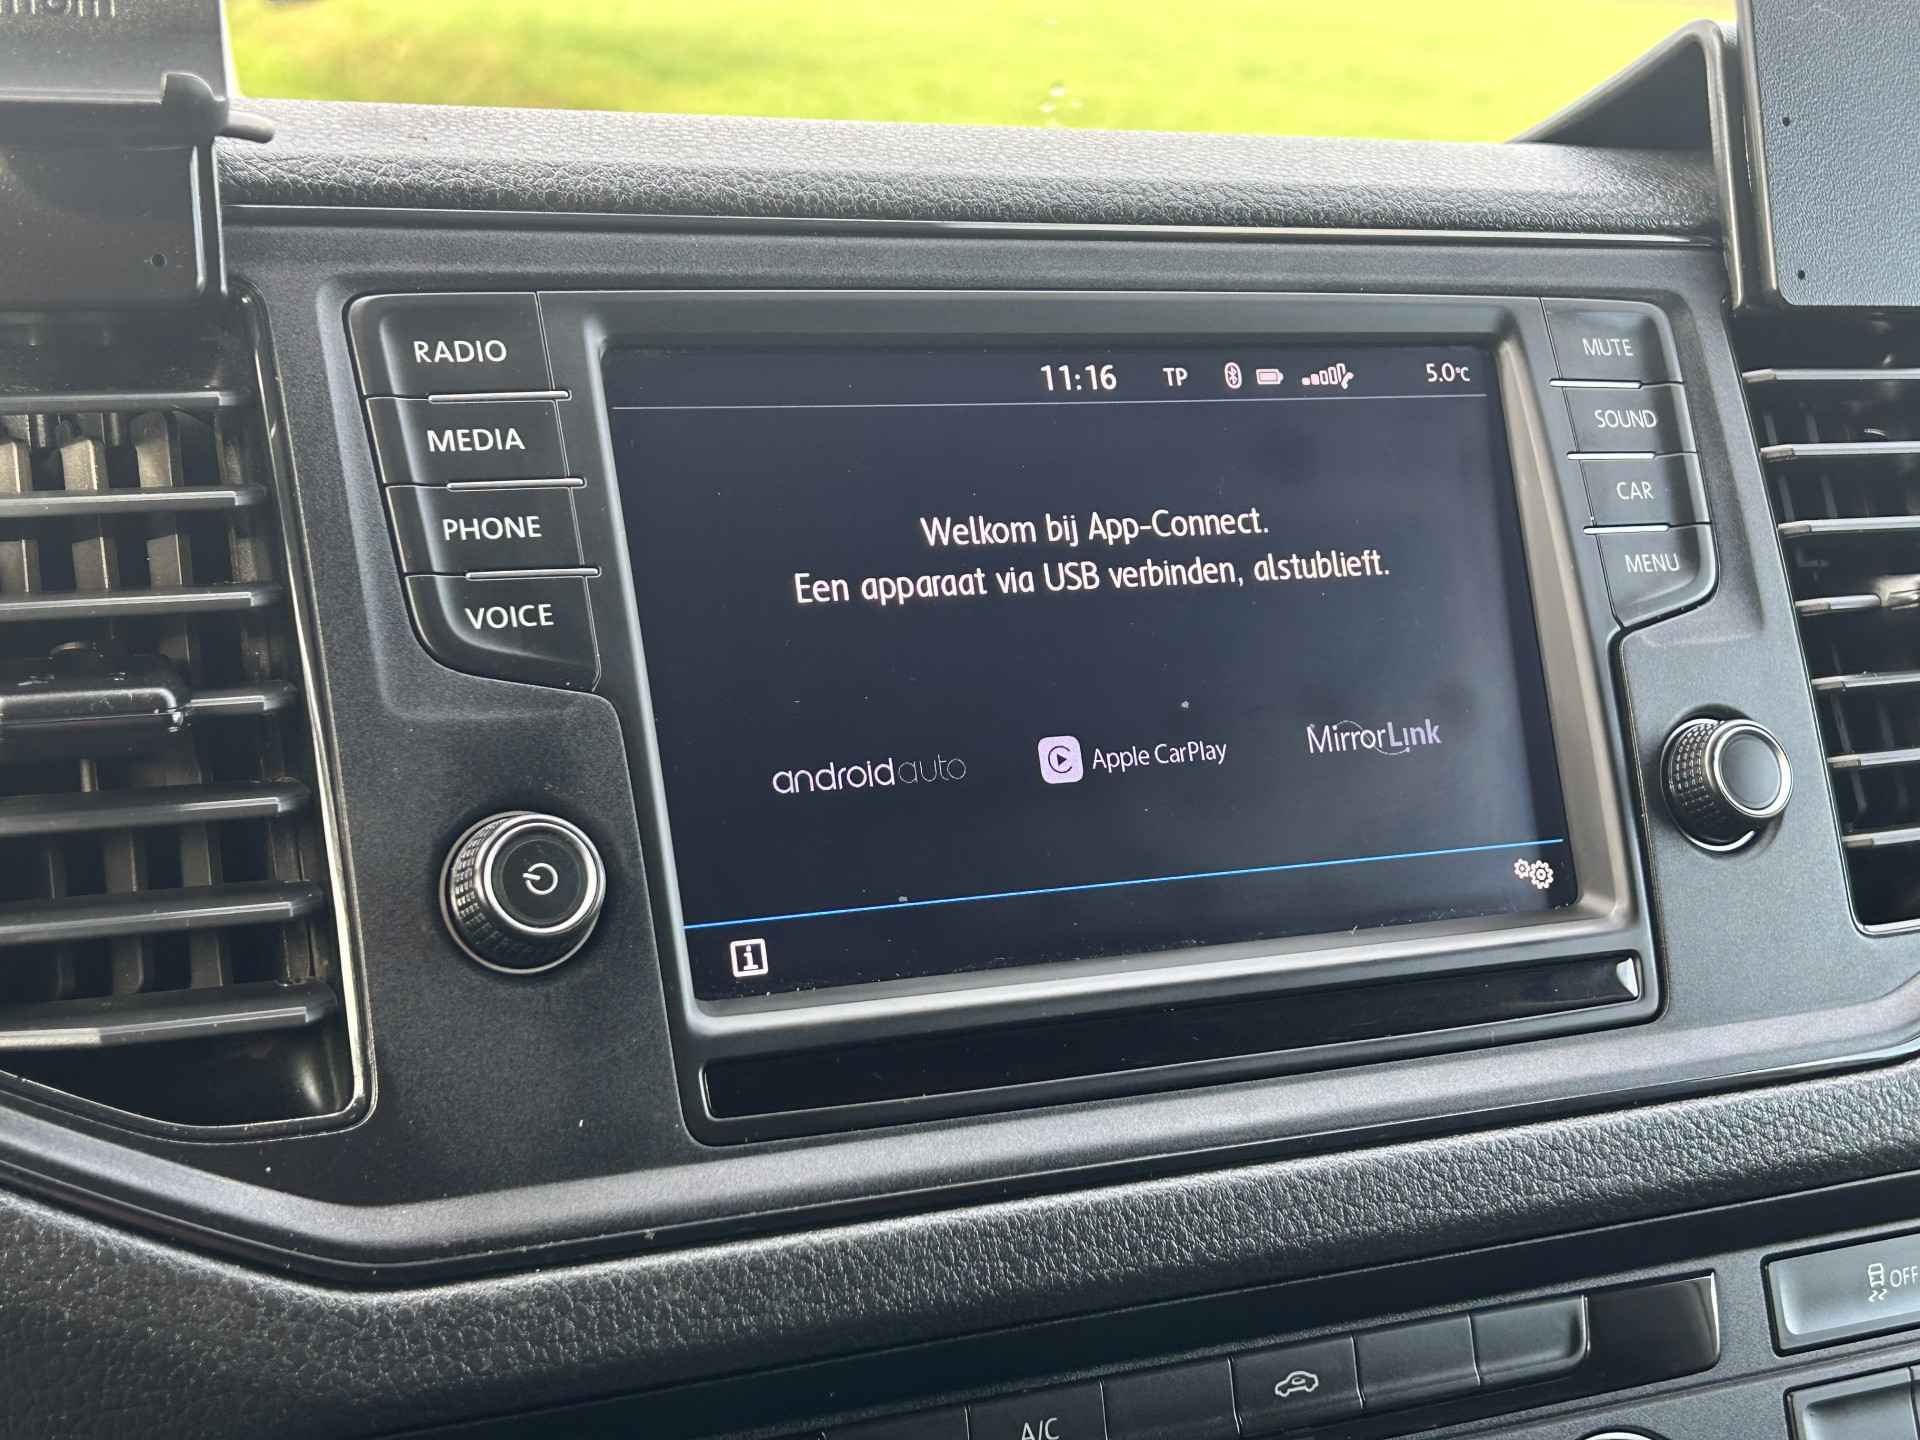 RADIO
MEDIA
PHONE
VOICE
11:16 TP 5.0°C
Welkom bij App-Connect.
Een apparaat via USB verbinden, alstublieft.
androidauto
Apple CarPlay
MirrorLink
i
MUTE
SOUND
CAR
MENU
OFF
A/C